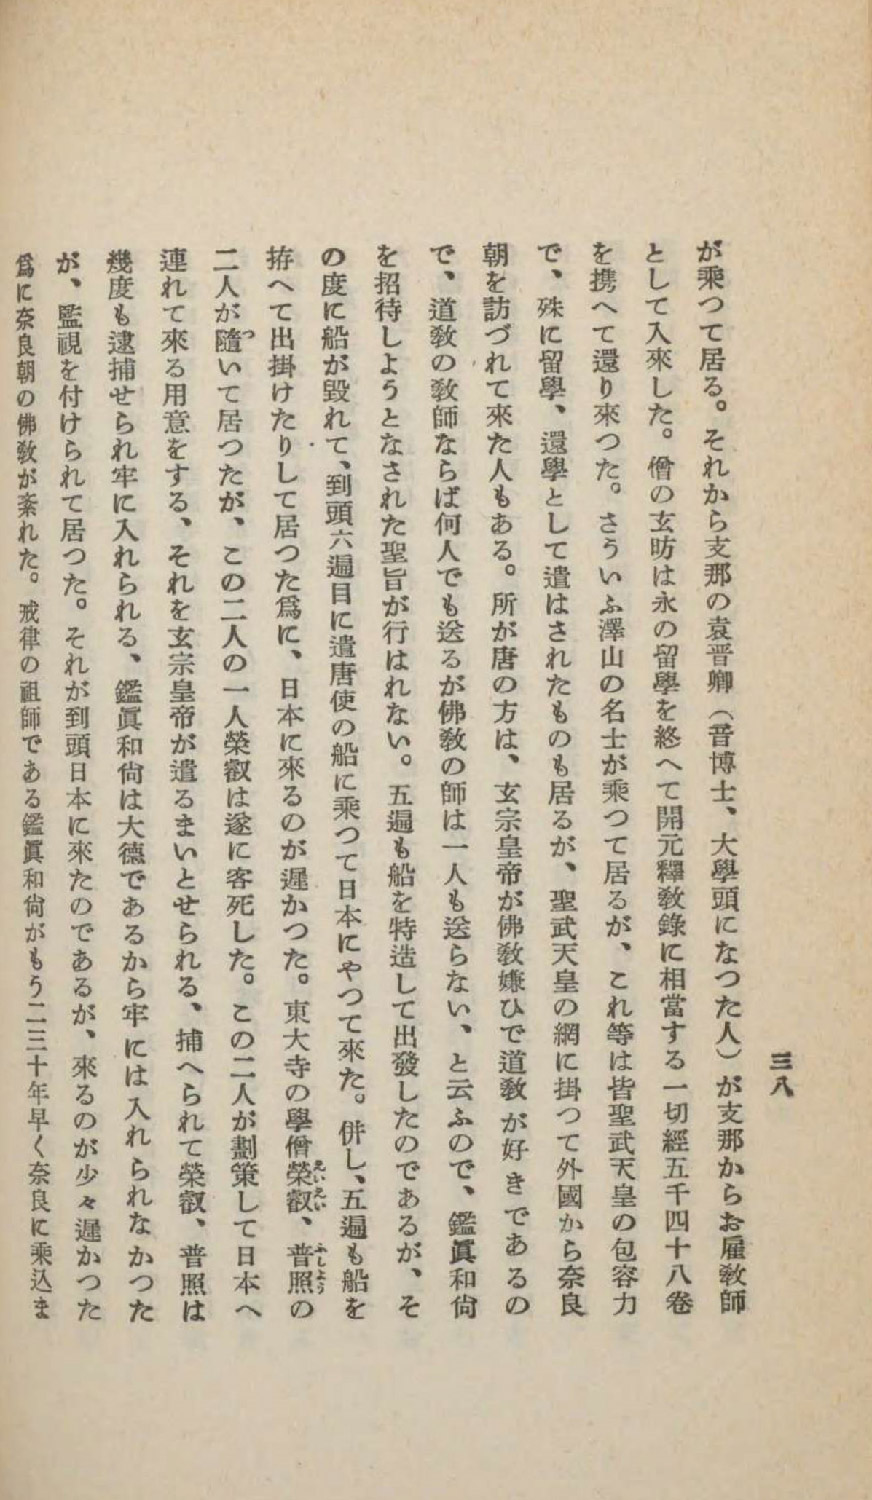 三八
が乘つて居る。それから支那の袁晋卿（音博士、大學頭になつた人）が支那からお雇敎師
として入來した。僧の玄昉は永の留學を終へて開元釋敎錄に相當する一切經五千四十八卷
を携へて還り來つた。さういふ澤山の名士が乘つて居るが、これ等は皆聖武天皇の包容力
で、殊に留學、還學として遣はされたものも居るが、聖武天皇の網に掛つて外國から奈良
朝を訪づれて來た人もある。所が唐の方は、玄宗皇帝が佛敎嫌ひで道敎が好きであるの
で、道敎の敎師ならば何人でも送るが佛敎の師は一人も送らない、と云ふので、鑑眞和尙
を招待しようとなされた聖旨が行はれない。五遍も船を特造して出發したのであるが、そ
の度に船が毀れて、到頭六遍目に遣唐使の船に乘つて日本にやつて來た。併し、五遍も船を
拵へて出掛けたりして居つた爲に、日本に來るのが遲かつた。東大寺の學僧榮叡、普照の
二人が隨いて居つたが、この二人の一人榮叡は遂に客死した。この二人が劃策して日本へ
連れて來る用意をする、それを玄宗皇帝が遣るまいとせられる、捕へられて榮叡、普照は
幾度も逮捕せられ牢に入れられる、鑑眞和尙は大德であるから牢には入れられなかつた
が、監視を付けられて居つた。それが到頭日本に來たのであるが、來るのが少々遲かつた
爲に奈良朝の佛敎が紊れた。戒律の祖師である鑑眞和尙がもう二三十年早く奈良に乘込ま